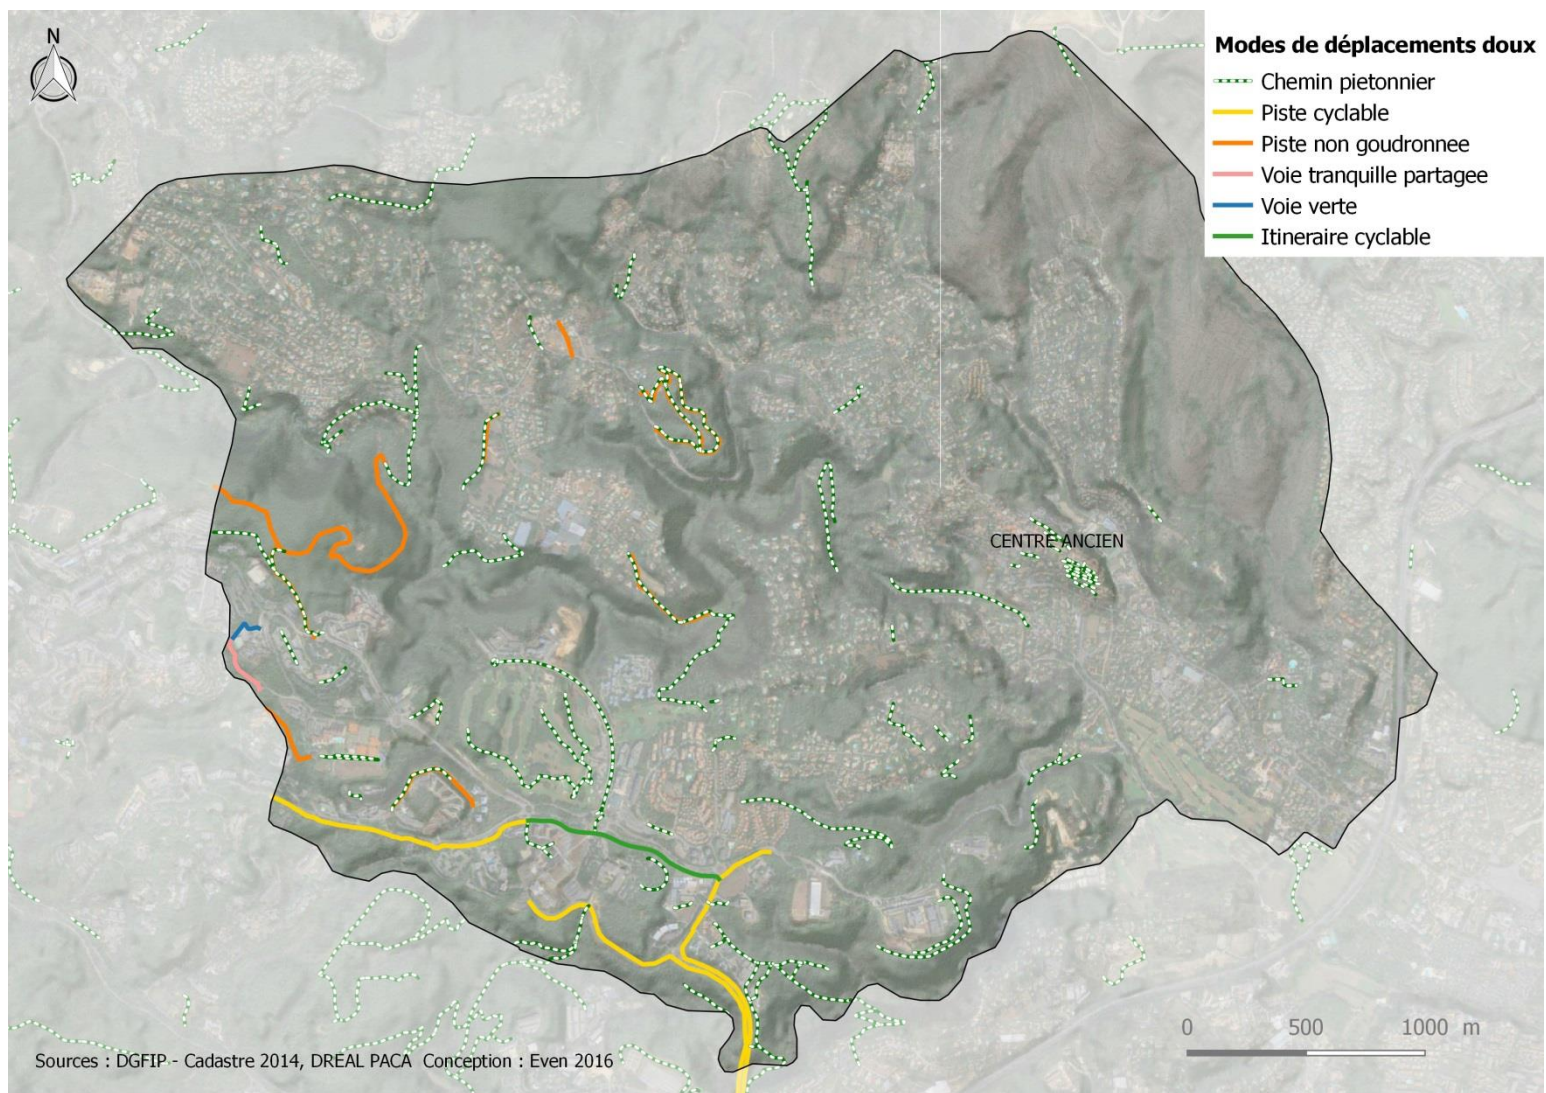 N
Modes de déplacements doux
Chemin pietonnier
Piste cyclable
Piste non goudronnee
Voie tranquille partagee
Voie verte
Itineraire cyclable
CENTRE ANCIEN
0 500 1000 m
Sources : DGFIP - Cadastre 2014, DREAL PACA Conception : Even 2016